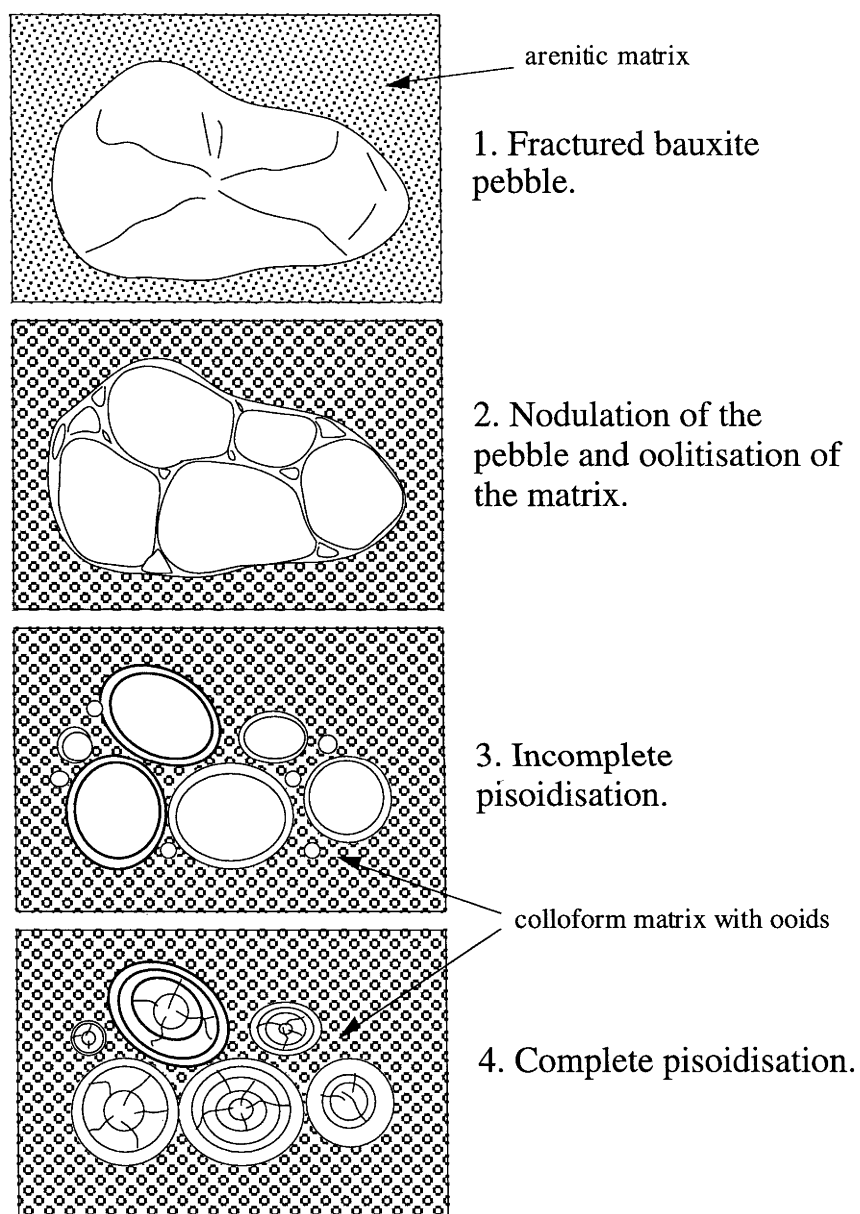 arenitic matrix
1. Fractured bauxite
pebble.
2. Nodulation of the
pebble and oolitisation of
the matrix.
3. Incomplete
pisoidisation.
colloform matrix with ooids
4. Complete pisoidisation.